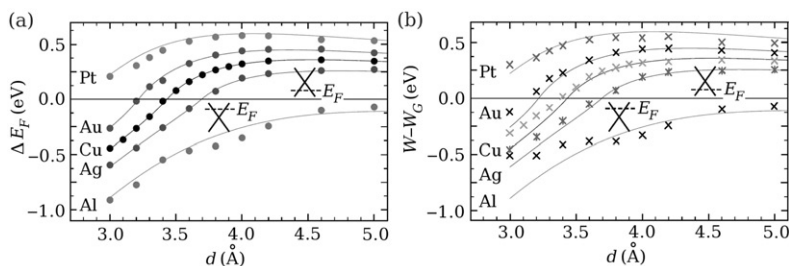 (a)
0.5
0.0
−0.5
−1.0
Δ E_F (eV)
Pt
Au
Cu
Ag
Al
E_F
E_F
3.0 3.5 4.0 4.5 5.0
d (Å)
(b)
0.5
0.0
−0.5
−1.0
W−W_G (eV)
Pt
Au
Cu
Ag
Al
E_F
E_F
3.0 3.5 4.0 4.5 5.0
d (Å)